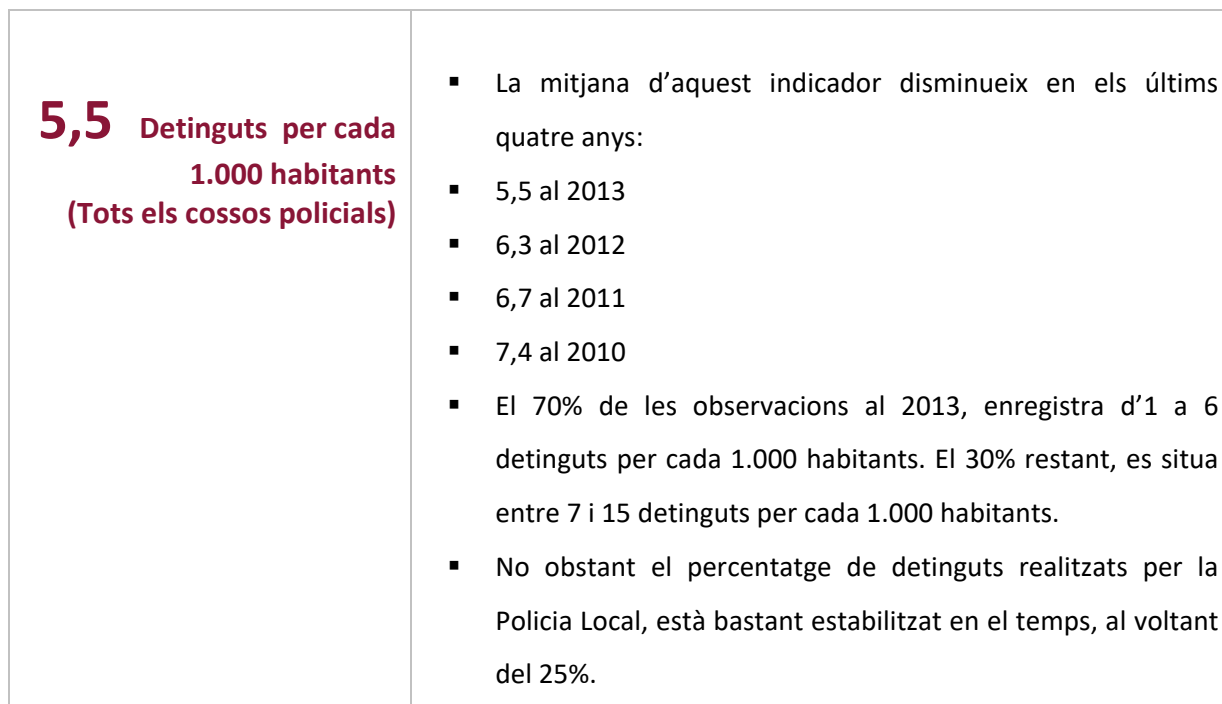 5,5 Detinguts per cada
1.000 habitants
(Tots els cossos policials)
▪ La mitjana d’aquest indicador disminueix en els últims
quatre anys:
▪ 5,5 al 2013
▪ 6,3 al 2012
▪ 6,7 al 2011
▪ 7,4 al 2010
▪ El 70% de les observacions al 2013, enregistra d’1 a 6
detinguts per cada 1.000 habitants. El 30% restant, es situa
entre 7 i 15 detinguts per cada 1.000 habitants.
▪ No obstant el percentatge de detinguts realitzats per la
Policia Local, està bastant estabilitzat en el temps, al voltant
del 25%.